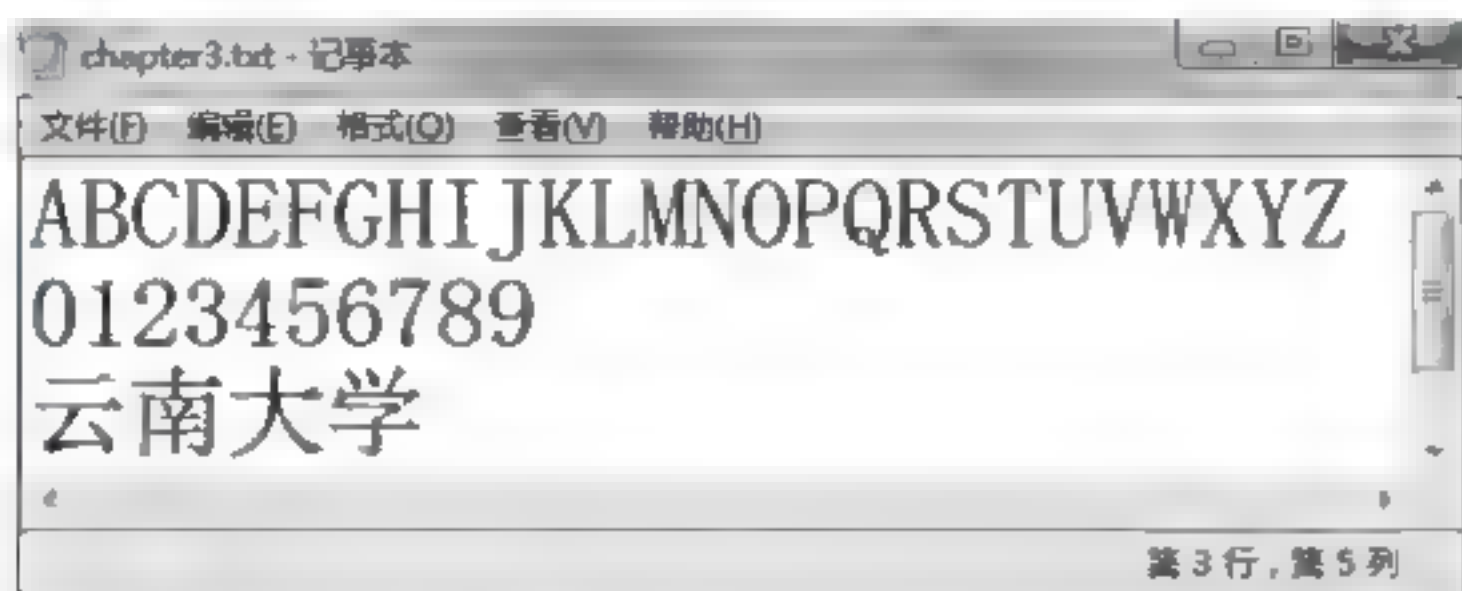 chapter3.txt - 记事本
文件(F) 编辑(E) 格式(O) 查看(V) 帮助(H)
ABCDEFGHIJKLMNOPQRSTUVWXYZ
0123456789
云南大学
第 3 行 , 第 5 列